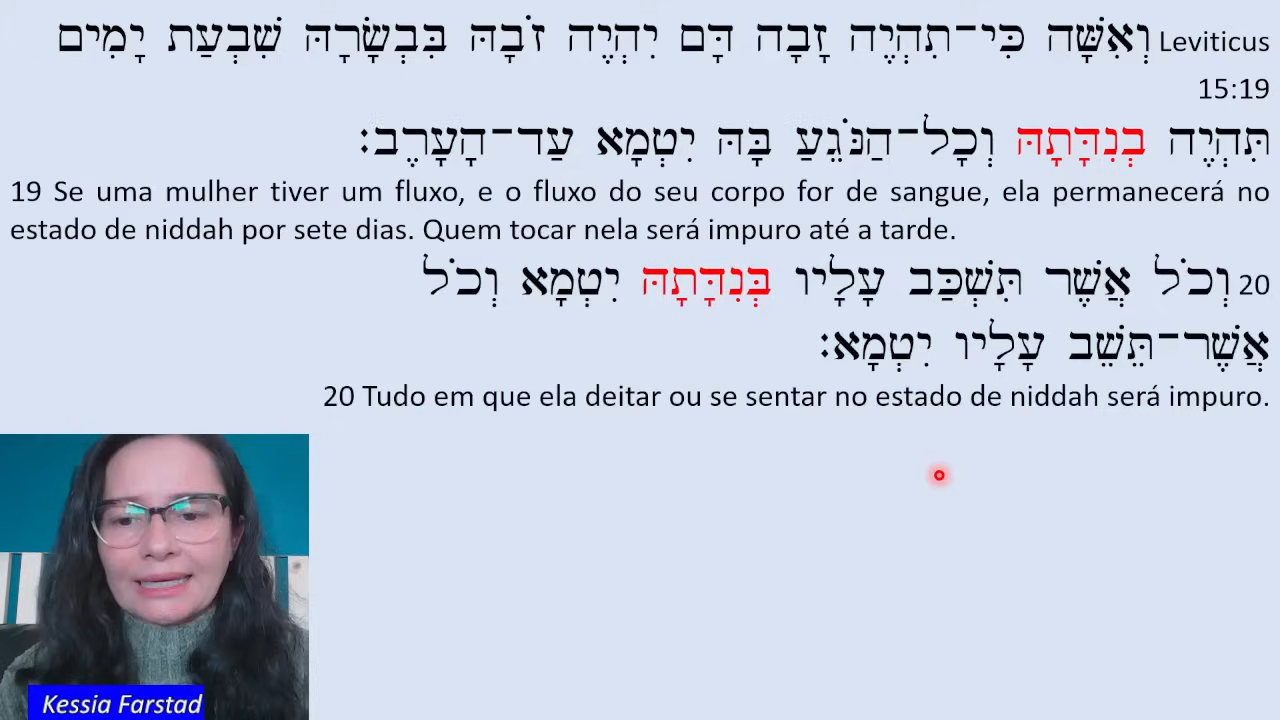 וְאִשָּׁה כִּי־תִהְיֶה זָבָה דָּם יִהְיֶה זֹבָהּ בִּבְשָׂרָהּ שִׁבְעַת יָמִים Leviticus
15:19
תִּהְיֶה בְנִדָּתָהּ וְכָל־הַנֹּגֵעַ בָּהּ יִטְמָא עַד־הָעָרֶב׃
19 Se uma mulher tiver um fluxo, e o fluxo do seu corpo for de sangue, ela permanecerá no
estado de niddah por sete dias. Quem tocar nela será impuro até a tarde.
20 וְכֹל אֲשֶׁר תִּשְׁכַּב עָלָיו בְּנִדָּתָהּ יִטְמָא וְכֹל
אֲשֶׁר־תֵּשֵׁב עָלָיו יִטְמָא׃
20 Tudo em que ela deitar ou se sentar no estado de niddah será impuro.
Kessia Farstad